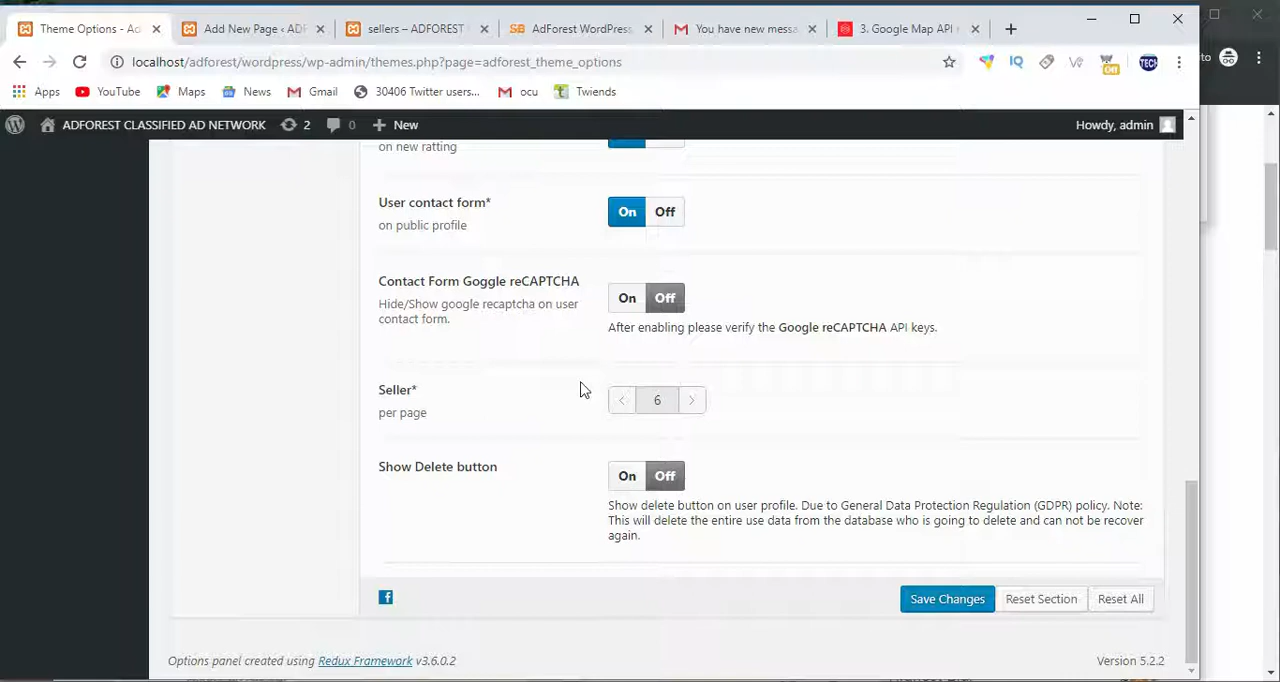 Theme Options - Ad
Add New Page ‹ ADF
sellers – ADFOREST
AdForest WordPress
You have new messa
3. Google Map API
localhost/adforest/wordpress/wp-admin/themes.php?page=adforest_theme_options
Apps
YouTube
Maps
News
Gmail
30406 Twitter users...
ocu
Twiends
ADFOREST CLASSIFIED AD NETWORK
2
0
New
Howdy, admin
on new ratting
User contact form*
on public profile
On Off
Contact Form Goggle reCAPTCHA
Hide/Show google recaptcha on user
contact form.
On Off
After enabling please verify the Google reCAPTCHA API keys.
Seller*
per page
6
Show Delete button
On Off
Show delete button on user profile. Due to General Data Protection Regulation (GDPR) policy. Note:
This will delete the entire use data from the database who is going to delete and can not be recover
again.
Save Changes
Reset Section
Reset All
Options panel created using Redux Framework v3.6.0.2
Version 5.2.2